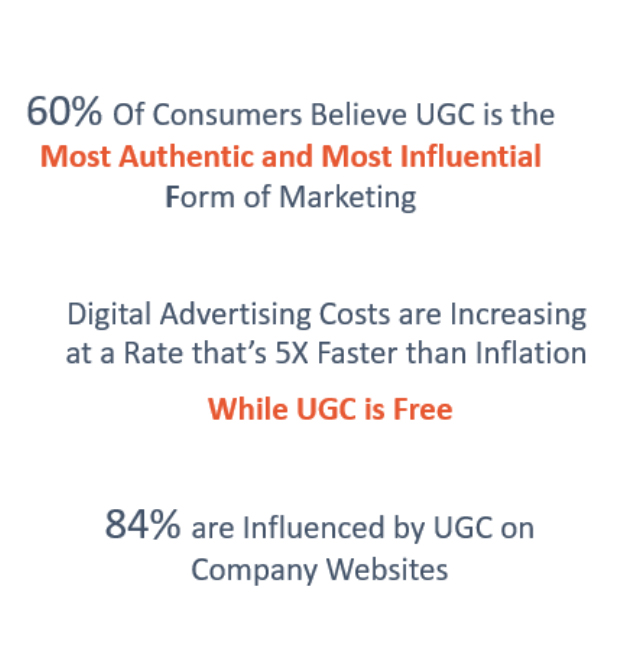 60% Of Consumers Believe UGC is the
Most Authentic and Most Influential
Form of Marketing
Digital Advertising Costs are Increasing
at a Rate that’s 5X Faster than Inflation
While UGC is Free
84% are Influenced by UGC on
Company Websites